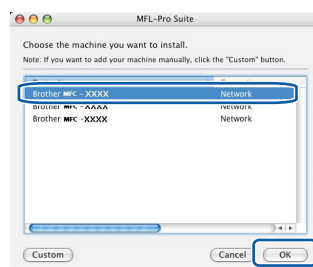 MFL-Pro Suite
Choose the machine you want to install.
Note: If you want to add your machine manually, click the "Custom" button.
Brother MFC - XXXX Network
Brother MFC - XXXX Network
Brother MFC -XXXX Network
Custom Cancel OK